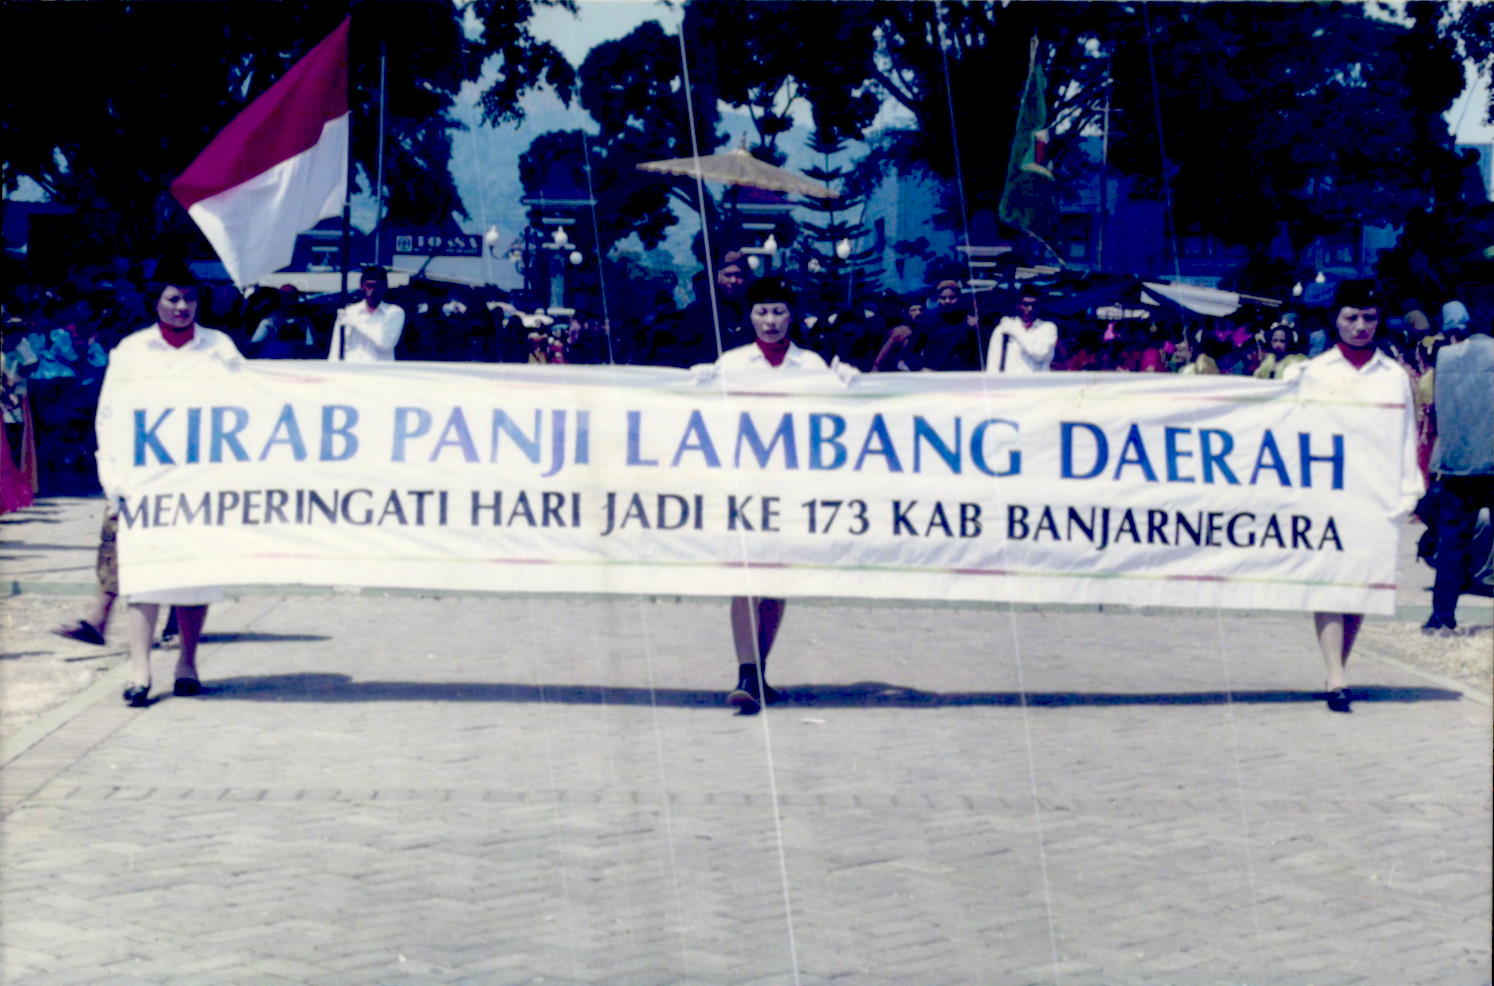 KIRAB PANJI LAMBANG DAERAH
MEMPERINGATI HARI JADI KE 173 KAB BANJARNEGARA